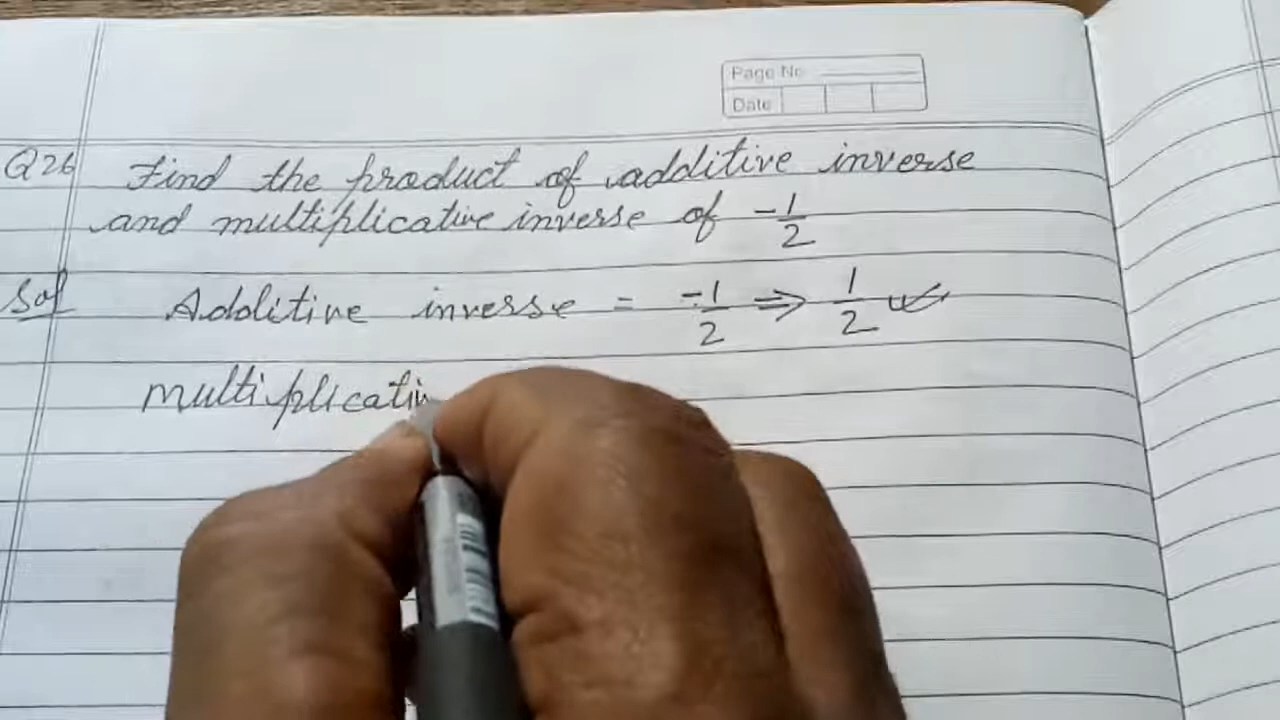 Page No
Date
Q26 Find the product of additive inverse
and multiplicative inverse of -1/2
Sol Additive inverse = -1/2 ⇒ 1/2 ✓
multiplicati